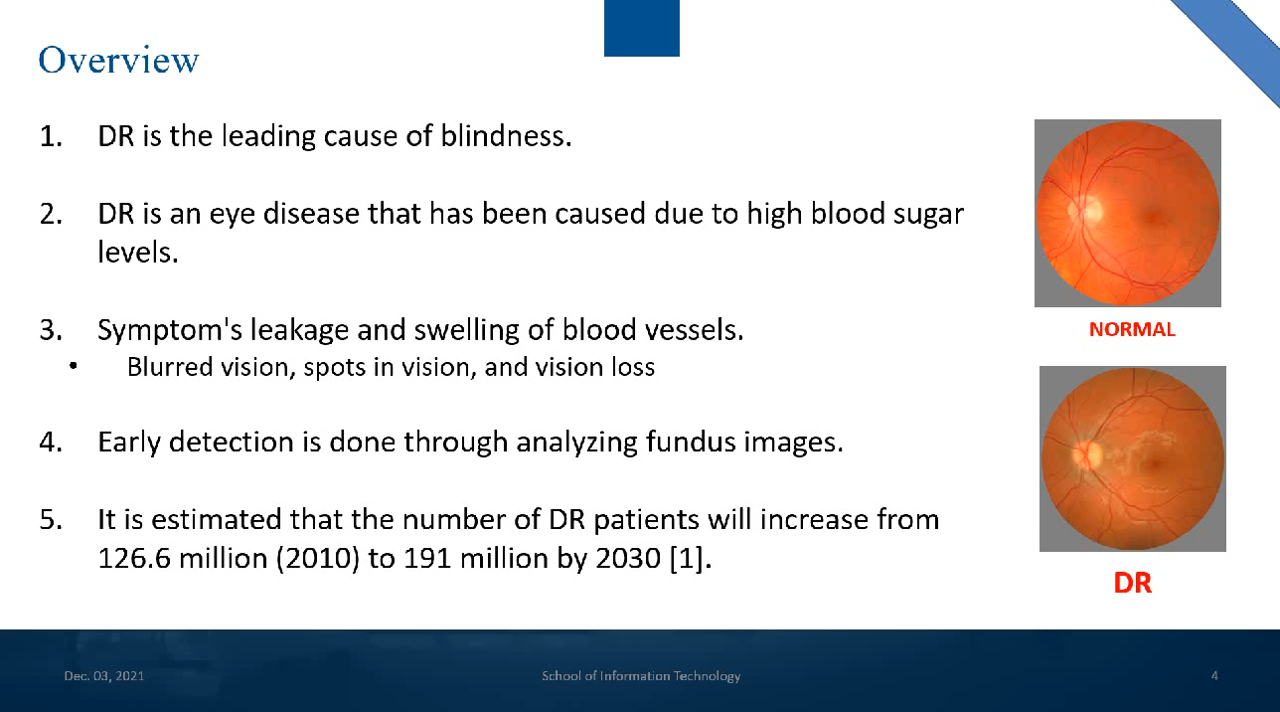 Overview
1. DR is the leading cause of blindness.
2. DR is an eye disease that has been caused due to high blood sugar
levels.
3. Symptom's leakage and swelling of blood vessels.
• Blurred vision, spots in vision, and vision loss
4. Early detection is done through analyzing fundus images.
5. It is estimated that the number of DR patients will increase from
126.6 million (2010) to 191 million by 2030 [1].
NORMAL
DR
Dec. 03, 2021
School of Information Technology
4